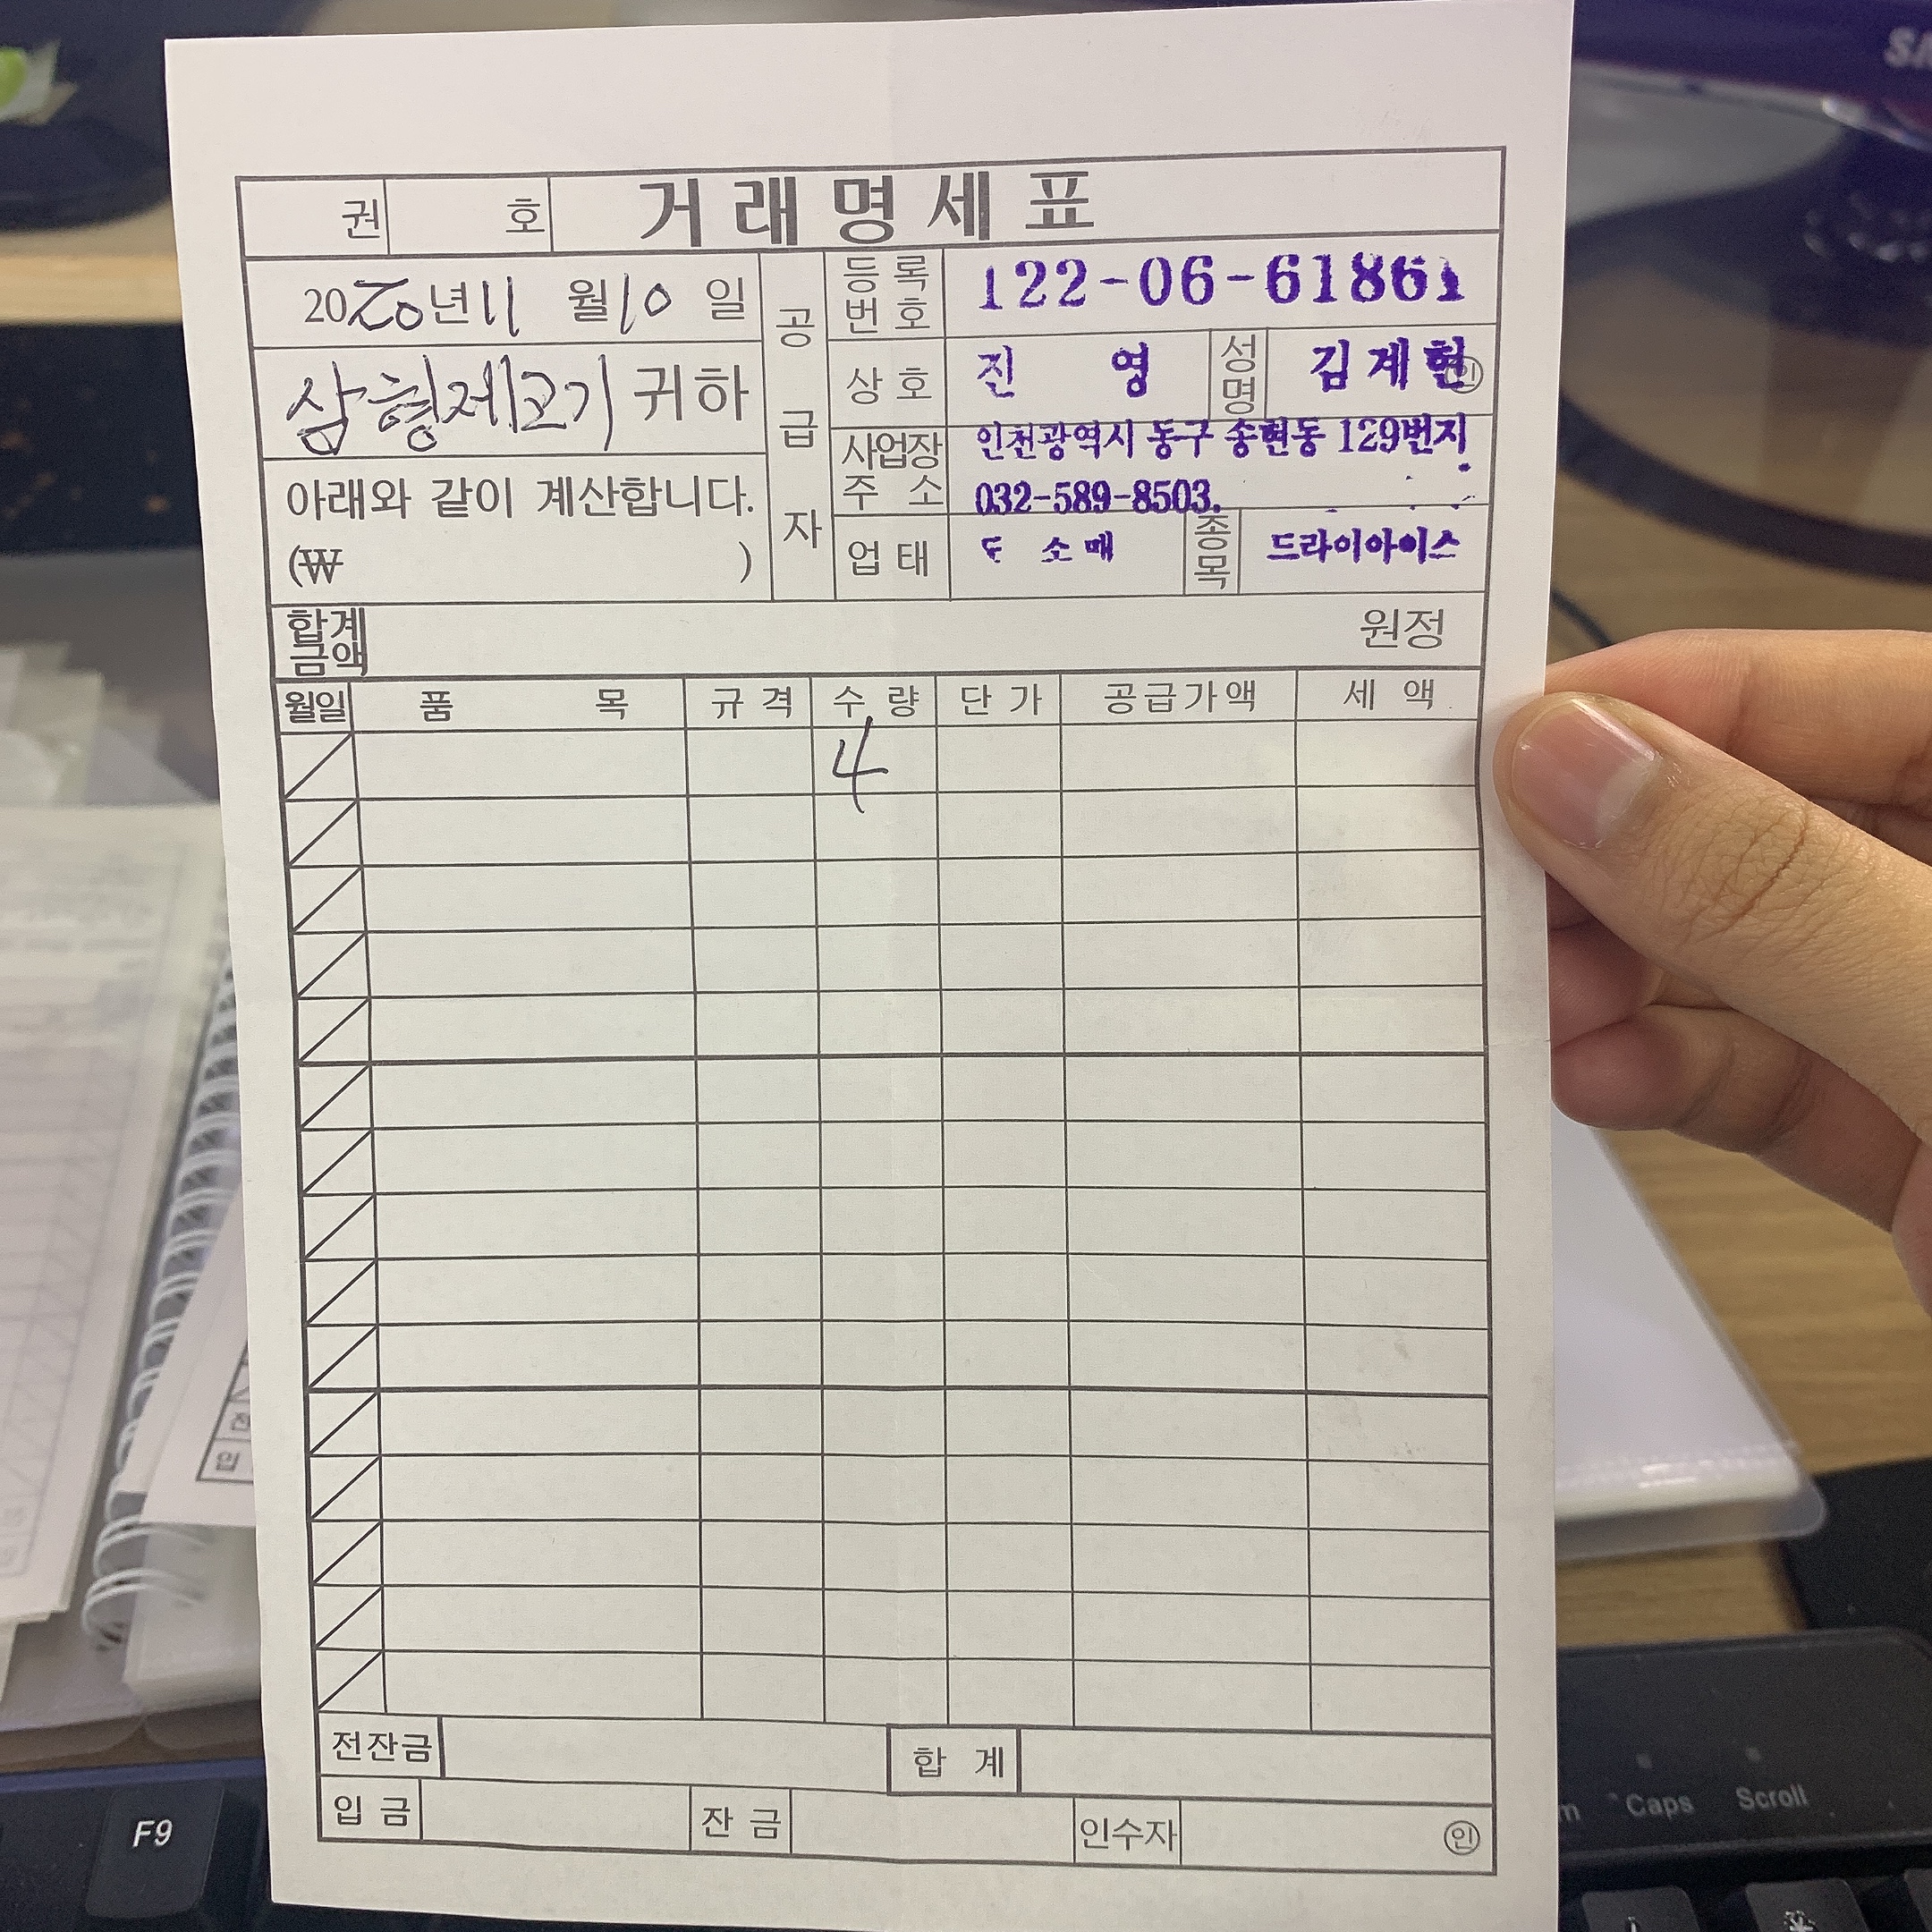 권 호 거래명세표
2020년 11월 10일
삼형제고기 귀하
아래와 같이 계산합니다.
(₩ )
공급자
등록번호 122-06-61861
상호 진 영 성명 김계현 ㊞
사업장주소 인천광역시 동구 송현동 129번지
032-589-8503.
업태 도 소매 종목 드라이아이스
합계금액 원정
월일 품 목 규격 수량 단가 공급가액 세액
4
전잔금 합 계
입금 잔금 인수자 ㊞
F9
Caps Scroll